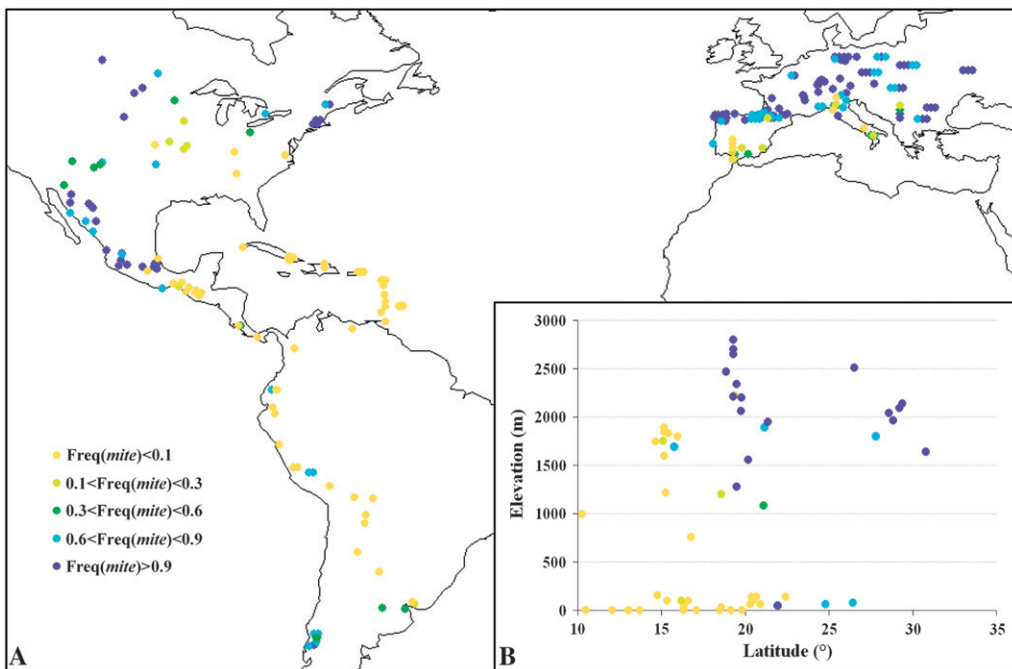 Freq(mite)<0.1
0.1<Freq(mite)<0.3
0.3<Freq(mite)<0.6
0.6<Freq(mite)<0.9
Freq(mite)>0.9
A
B
Elevation (m)
3000
2500
2000
1500
1000
500
0
10 15 20 25 30 35
Latitude (°)